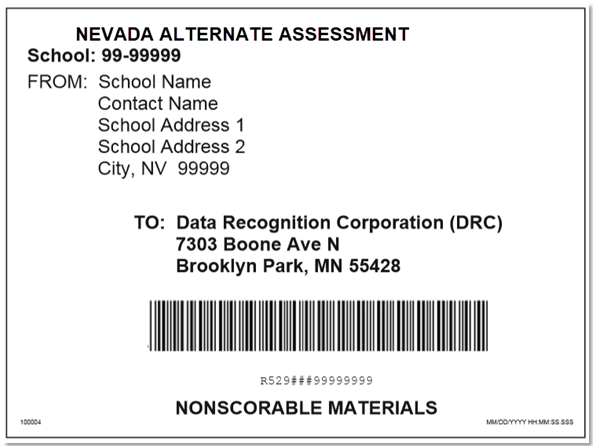 NEVADA ALTERNATE ASSESSMENT
School: 99-99999
FROM: School Name
Contact Name
School Address 1
School Address 2
City, NV 99999
TO: Data Recognition Corporation (DRC)
7303 Boone Ave N
Brooklyn Park, MN 55428
R529###99999999
NONSCORABLE MATERIALS
100004 MM/DD/YYYY HH:MM:SS.SSS